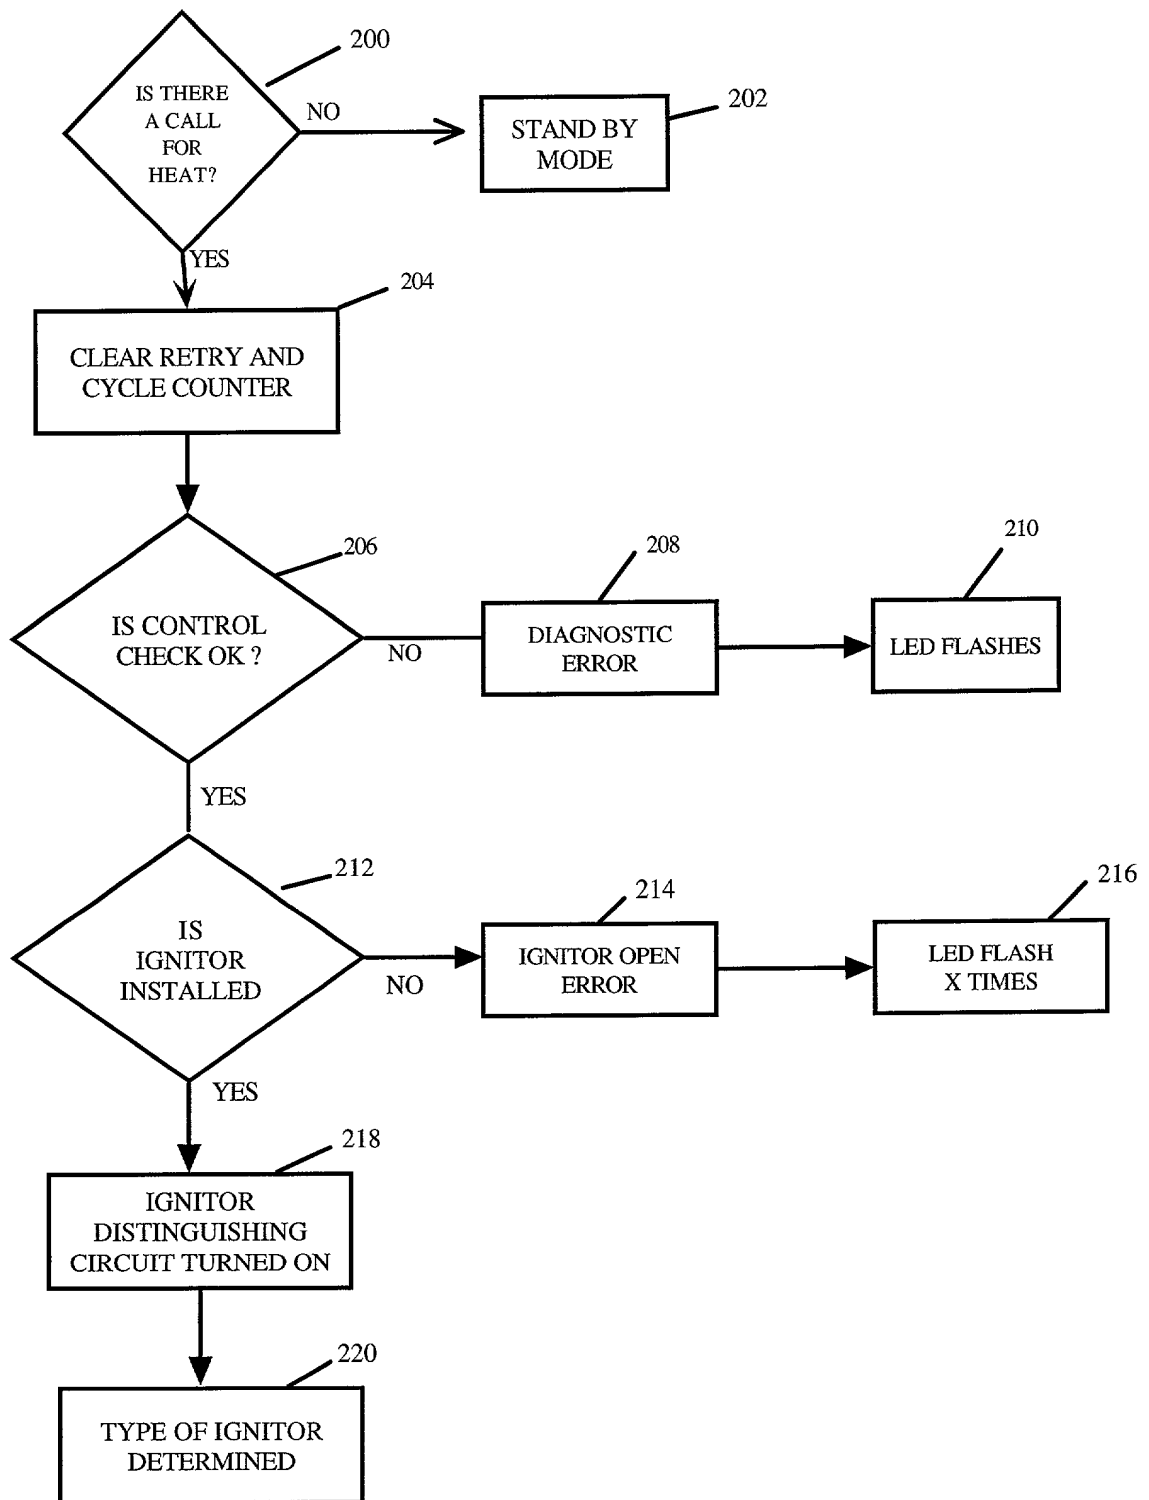 200
IS THERE
A CALL
FOR
HEAT?
NO
STAND BY
MODE
202
YES
204
CLEAR RETRY AND
CYCLE COUNTER
206
IS CONTROL
CHECK OK ?
NO
208
DIAGNOSTIC
ERROR
210
LED FLASHES
YES
212
IS
IGNITOR
INSTALLED
NO
214
IGNITOR OPEN
ERROR
216
LED FLASH
X TIMES
YES
218
IGNITOR
DISTINGUISHING
CIRCUIT TURNED ON
220
TYPE OF IGNITOR
DETERMINED